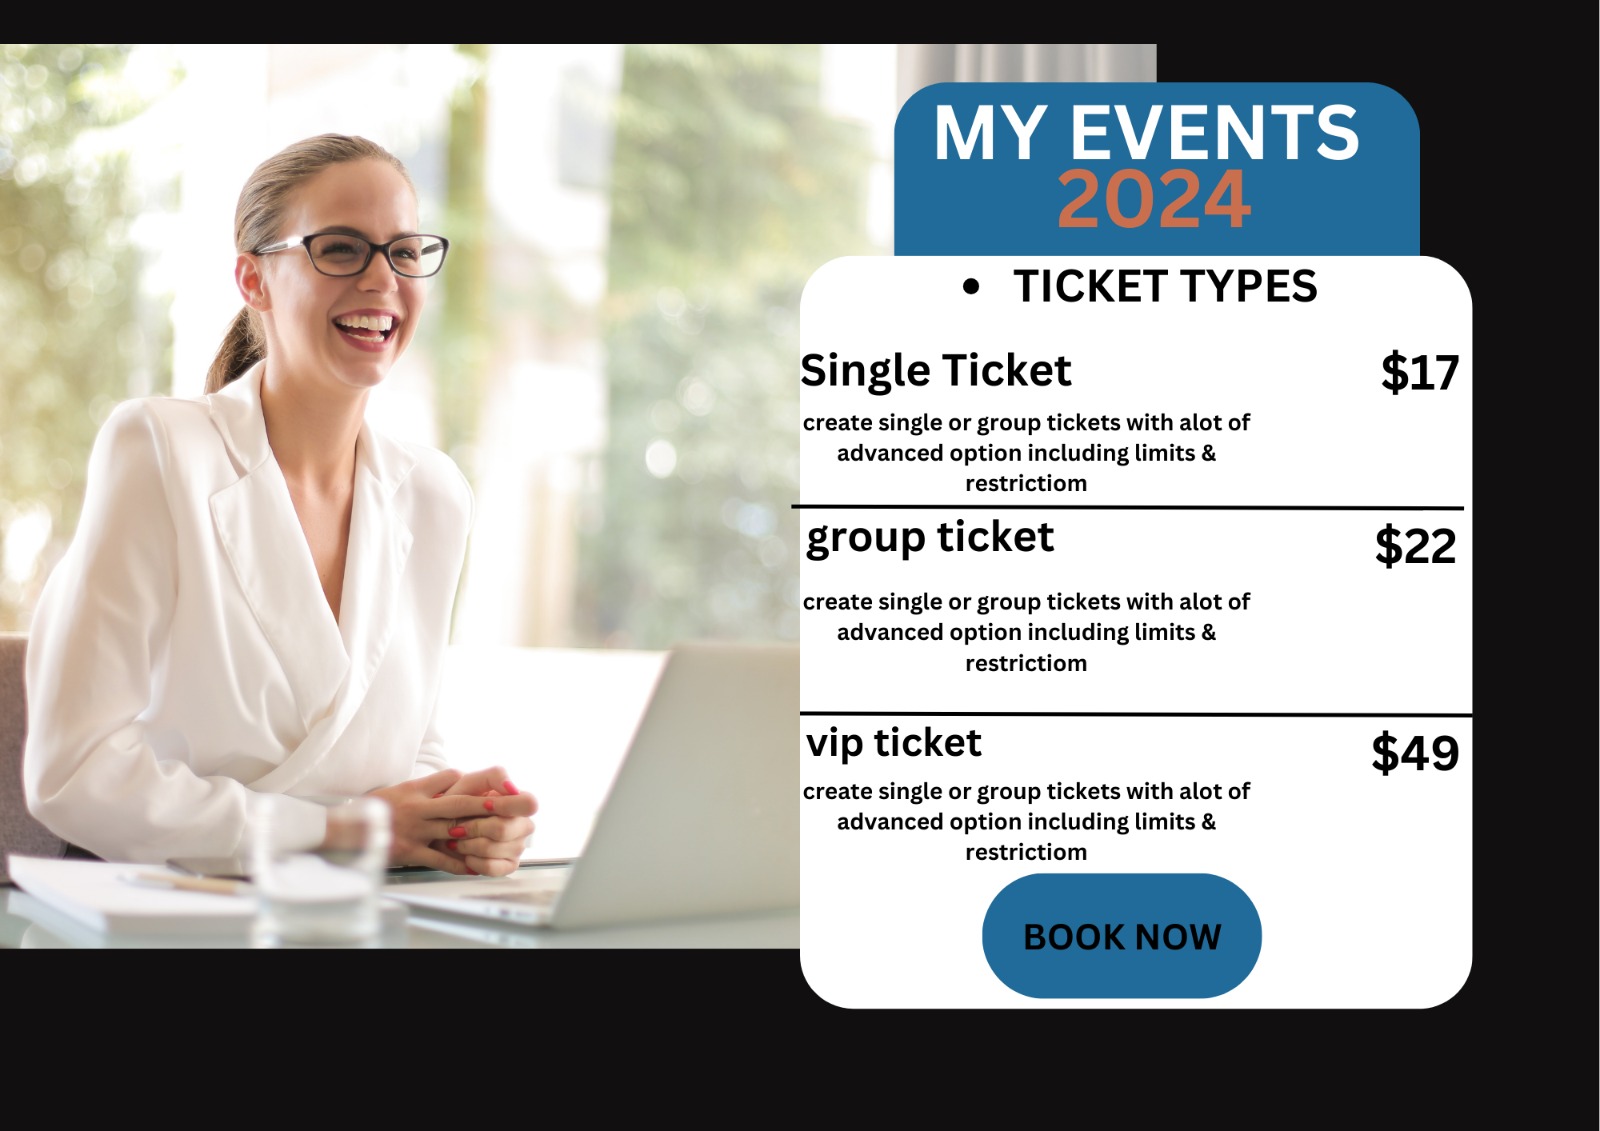 MY EVENTS
2024
• TICKET TYPES
Single Ticket $17
create single or group tickets with alot of
advanced option including limits &
restrictiom
group ticket $22
create single or group tickets with alot of
advanced option including limits &
restrictiom
vip ticket $49
create single or group tickets with alot of
advanced option including limits &
restrictiom
BOOK NOW